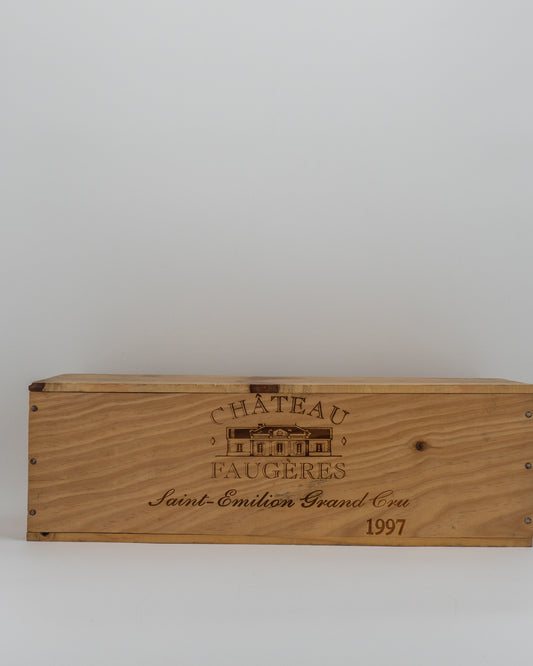 CHÂTEAU
FAUGÈRES
Saint-Emilion Grand Cru
1997